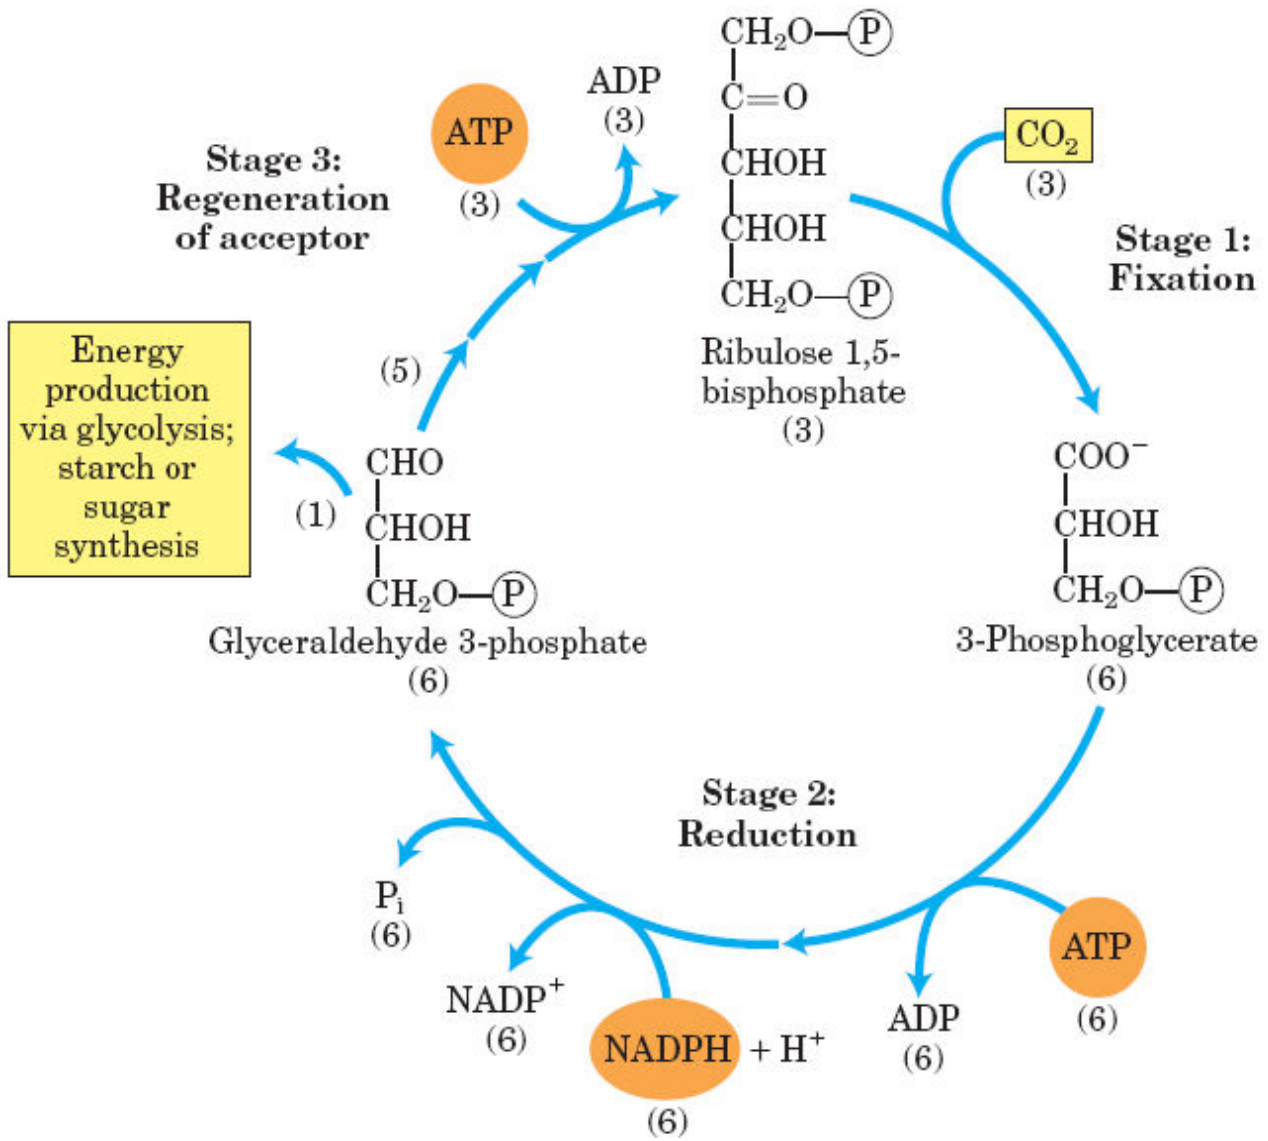 CH₂O—Ⓟ
C=O
CHOH
CHOH
CH₂O—Ⓟ
Ribulose 1,5-
bisphosphate
(3)
CO₂
(3)
Stage 1:
Fixation
COO⁻
CHOH
CH₂O—Ⓟ
3-Phosphoglycerate
(6)
Stage 2:
Reduction
ATP
(6)
ADP
(6)
NADPH + H⁺
(6)
NADP⁺
(6)
Pᵢ
(6)
CHO
CHOH
CH₂O—Ⓟ
Glyceraldehyde 3-phosphate
(6)
(1)
Energy
production
via glycolysis;
starch or
sugar
synthesis
(5)
Stage 3:
Regeneration
of acceptor
ATP
(3)
ADP
(3)